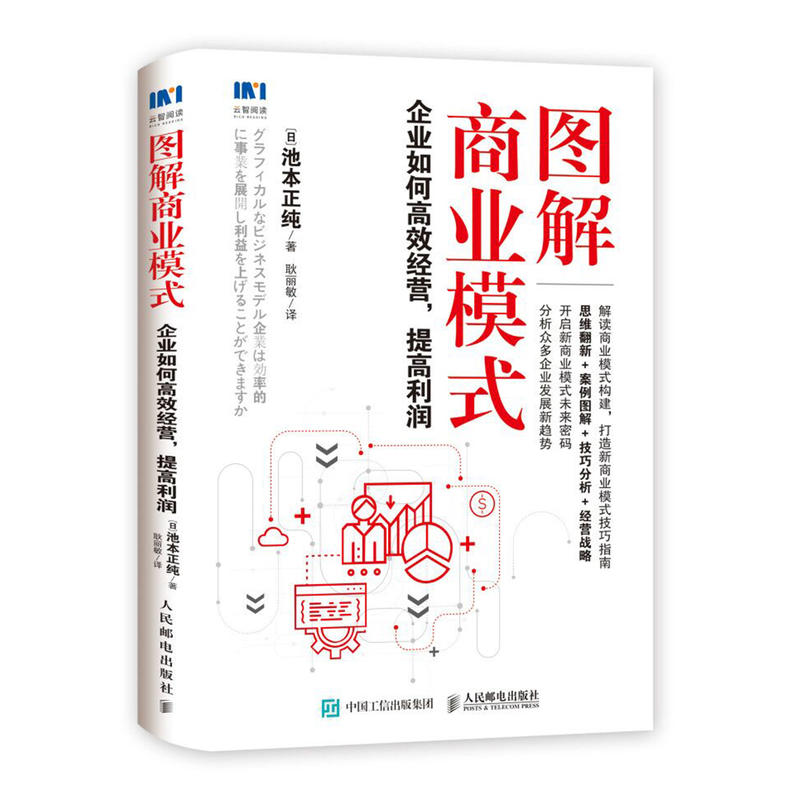 云智阅读
RICH READING
图解商业模式
企业如何高效经营，提高利润
[日]池本正纯 著
耿丽敏 译
人民邮电出版社
云智阅读
RICH READING
图解
商业模式
企业如何高效经营，提高利润
[日]池本正纯／著 耿丽敏／译
グラフィカルなビジネスモデル企業は効率的
に事業を展開し利益を上げることができますか
解读商业模式构建，打造新商业模式技巧指南
思维翻新+案例图解+技巧分析+经营战略
开启新商业模式未来密码
分析众多企业发展新趋势
中国工信出版集团
人民邮电出版社
POSTS & TELECOM PRESS